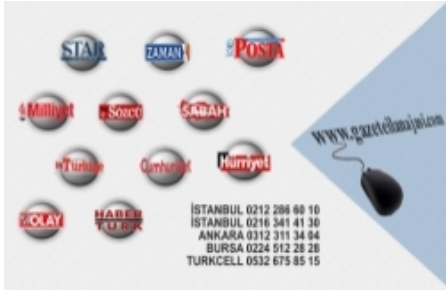 STAR
ZAMAN
POSTA
Milliyet
Sözcü
SABAH
Türkiye
Cumhuriyet
Hürriyet
OLAY
HABER
TÜRK
www.gazeteilanajansi.com
İSTANBUL 0212 286 60 10
İSTANBUL 0216 341 41 30
ANKARA 0312 311 34 04
BURSA 0224 512 28 28
TURKCELL 0532 675 85 15